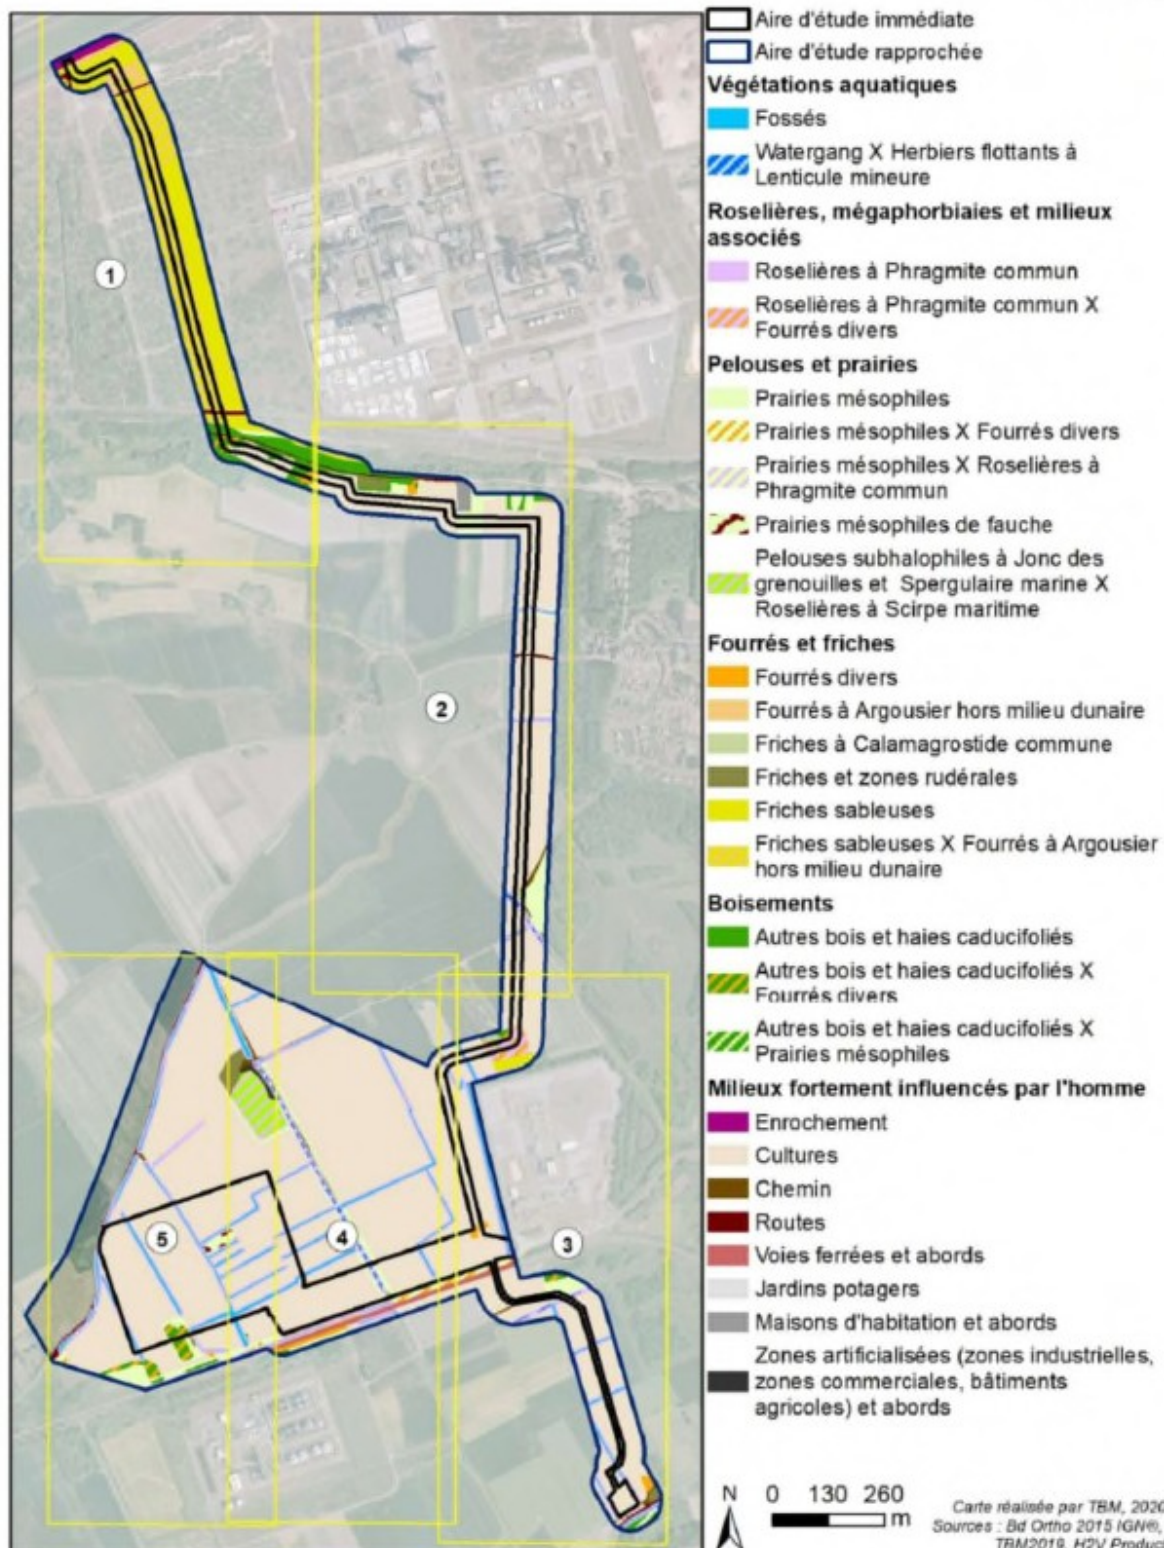 Aire d'étude immédiate
Aire d'étude rapprochée
Végétations aquatiques
Fossés
Watergang X Herbiers flottants à
Lenticule mineure
Roselières, mégaphorbiaies et milieux
associés
Roselières à Phragmite commun
Roselières à Phragmite commun X
Fourrés divers
Pelouses et prairies
Prairies mésophiles
Prairies mésophiles X Fourrés divers
Prairies mésophiles X Roselières à
Phragmite commun
Prairies mésophiles de fauche
Pelouses subhalophiles à Jonc des
grenouilles et Spergulaire marine X
Roselières à Scirpe maritime
Fourrés et friches
Fourrés divers
Fourrés à Argousier hors milieu dunaire
Friches à Calamagrostide commune
Friches et zones rudérales
Friches sableuses
Friches sableuses X Fourrés à Argousier
hors milieu dunaire
Boisements
Autres bois et haies caducifoliés
Autres bois et haies caducifoliés X
Fourrés divers
Autres bois et haies caducifoliés X
Prairies mésophiles
Milieux fortement influencés par l'homme
Enrochement
Cultures
Chemin
Routes
Voies ferrées et abords
Jardins potagers
Maisons d'habitation et abords
Zones artificialisées (zones industrielles,
zones commerciales, bâtiments
agricoles) et abords
1
2
3
4
5
N
0 130 260
m
Carte réalisée par TBM, 2020
Sources : Bd Ortho 2015 IGN®,
TBM2019, H2V Produc